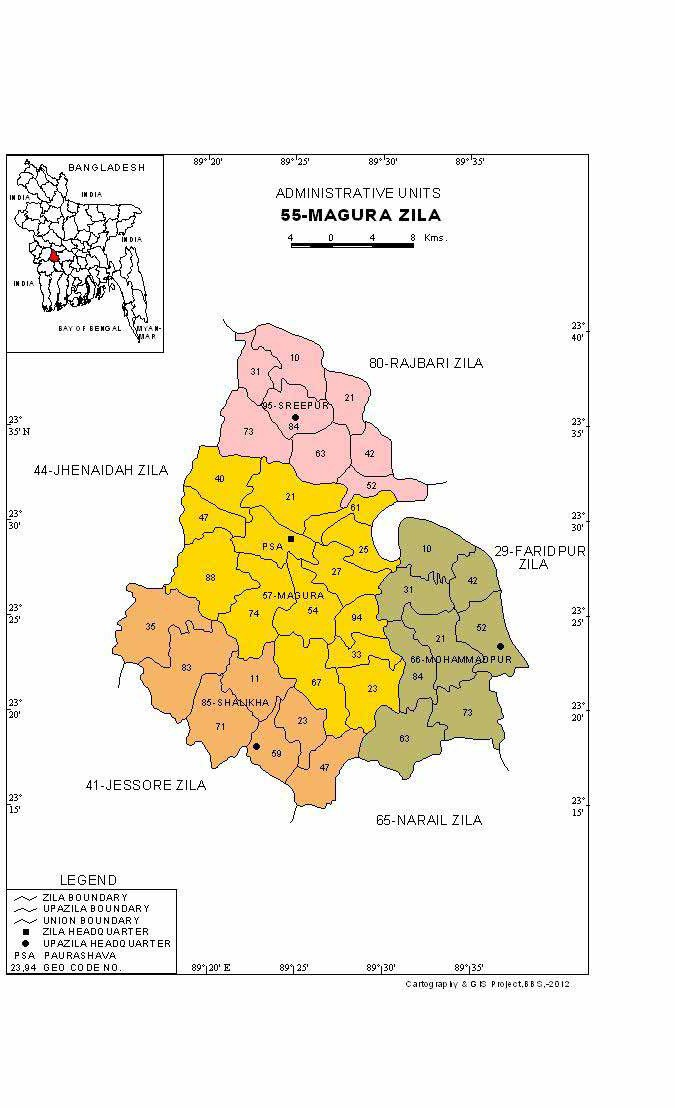 89° 20'
89° 25'
89° 30'
89° 35'
BANGLADESH
INDIA
INDIA
INDIA
INDIA
BAY OF BENGAL
MYAN-
MAR
ADMINISTRATIVE UNITS
55-MAGURA ZILA
4 0 4 8 Kms.
23°
40'
80-RAJBARI ZILA
10
31
21
95-SREEPUR
84
73
63
42
52
23°
35' N
23°
35'
44-JHENAIDAH ZILA
40
21
61
47
PSA
25
27
88
57-MAGURA
74
54
94
33
67
23
23°
30'
23°
30'
29-FARIDPUR
ZILA
10
42
31
21
52
66-MOHAMMADPUR
84
73
63
23°
25'
23°
25'
35
83
11
85-SHALIKHA
71
23
59
47
23°
20'
23°
20'
41-JESSORE ZILA
65-NARAIL ZILA
23°
15'
23°
15'
LEGEND
ZILA BOUNDARY
UPAZILA BOUNDARY
UNION BOUNDARY
ZILA HEADQUARTER
UPAZILA HEADQUARTER
PSA PAURASHAVA
23,94 GEO CODE NO.
89° 20' E
89° 25'
89° 30'
89° 35'
Cartography & GIS Project,BBS,-2012